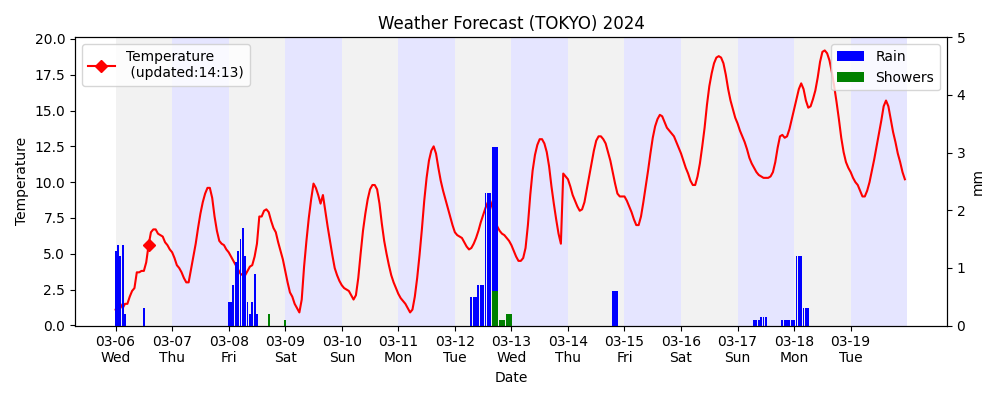 Weather Forecast (TOKYO) 2024
Temperature
(updated:14:13)
Rain
Showers
20.0
17.5
15.0
12.5
10.0
7.5
5.0
2.5
0.0
Temperature
5
4
3
2
1
0
mm
03-06 03-07 03-08 03-09 03-10 03-11 03-12 03-13 03-14 03-15 03-16 03-17 03-18 03-19
Wed Thu Fri Sat Sun Mon Tue Wed Thu Fri Sat Sun Mon Tue
Date